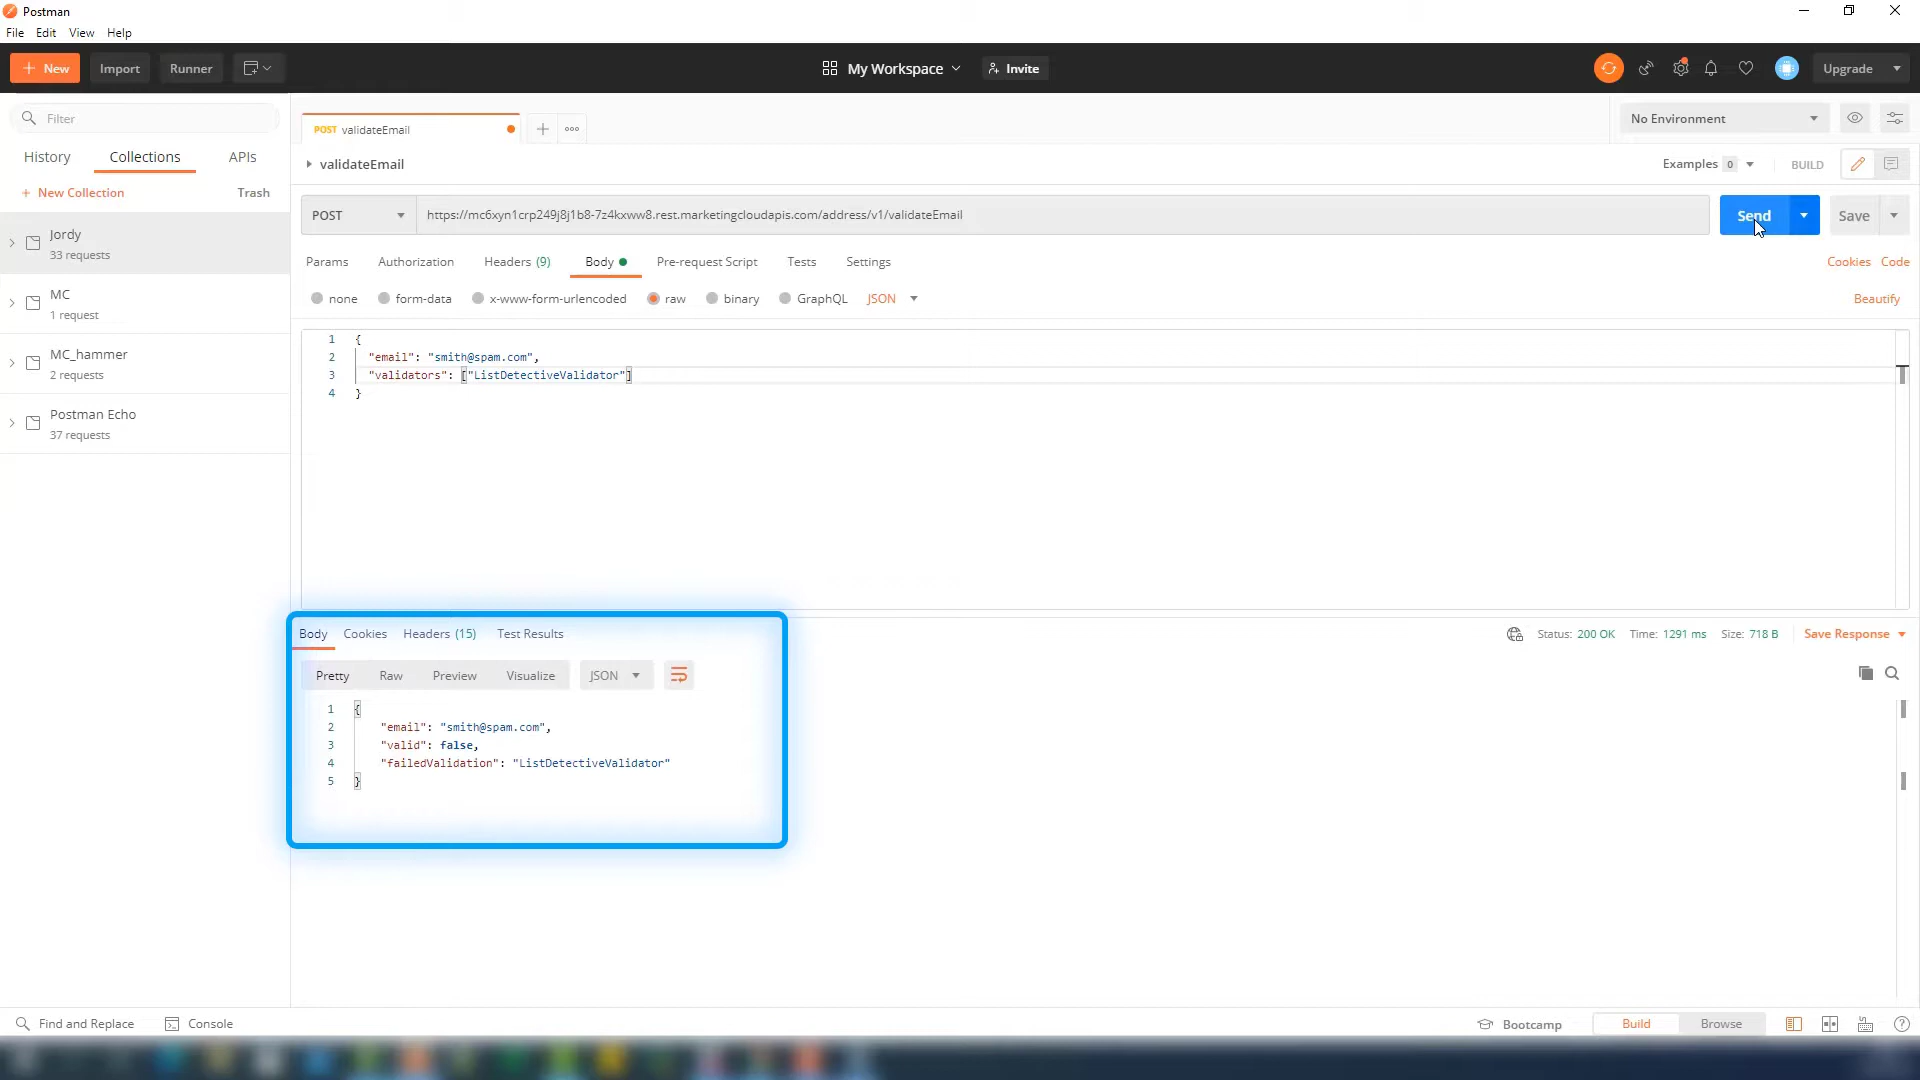 Postman
File Edit View Help
+ New Import Runner My Workspace Invite Upgrade
Filter
History Collections APIs
+ New Collection Trash
Jordy
33 requests
MC
1 request
MC_hammer
2 requests
Postman Echo
37 requests
POST validateEmail
No Environment
validateEmail
Examples 0 BUILD
POST https://mc6xyn1crp249j8j1b8-7z4kxww8.rest.marketingcloudapis.com/address/v1/validateEmail Send Save
Params Authorization Headers (9) Body Pre-request Script Tests Settings Cookies Code
none form-data x-www-form-urlencoded raw binary GraphQL JSON Beautify
1 {
2 "email": "smith@spam.com",
3 "validators": ["ListDetectiveValidator"]
4 }
Body Cookies Headers (15) Test Results Status: 200 OK Time: 1291 ms Size: 718 B Save Response
Pretty Raw Preview Visualize JSON
1 {
2 "email": "smith@spam.com",
3 "valid": false,
4 "failedValidation": "ListDetectiveValidator"
5 }
Find and Replace Console Bootcamp Build Browse